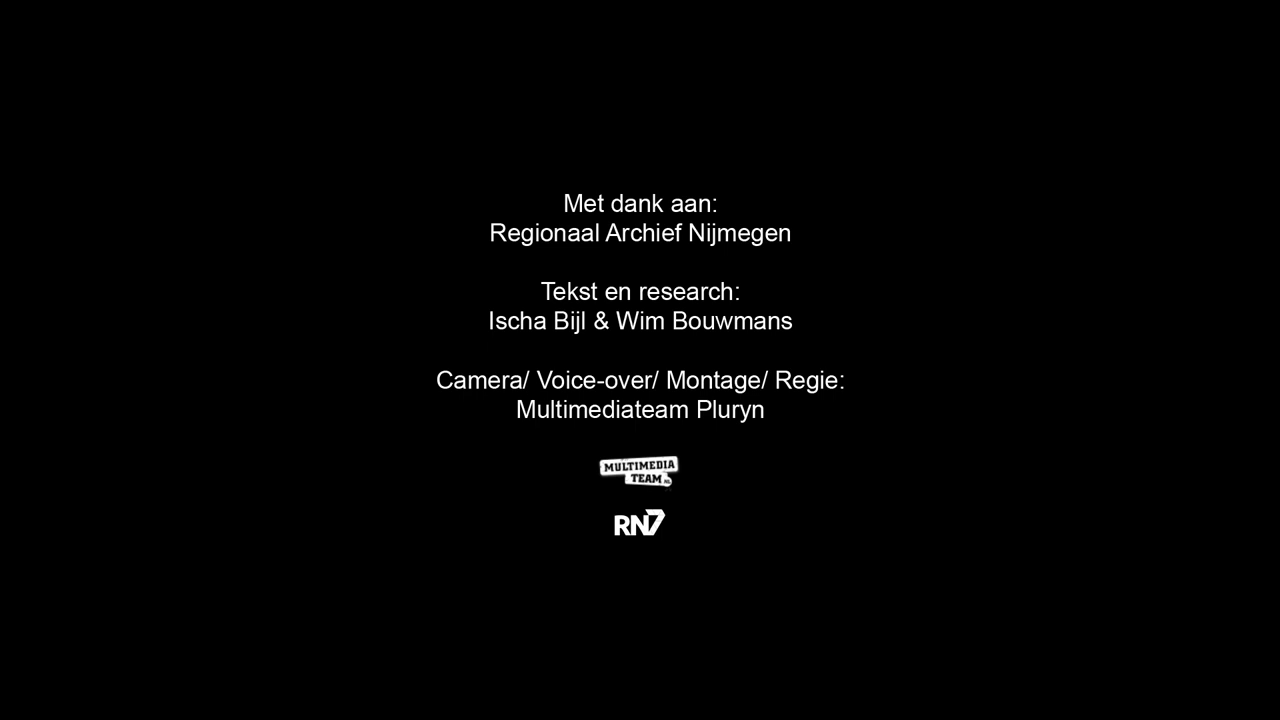 Met dank aan:
Regionaal Archief Nijmegen
Tekst en research:
Ischa Bijl & Wim Bouwmans
Camera/ Voice-over/ Montage/ Regie:
Multimediateam Pluryn
MULTIMEDIA
TEAM.NL
RN7